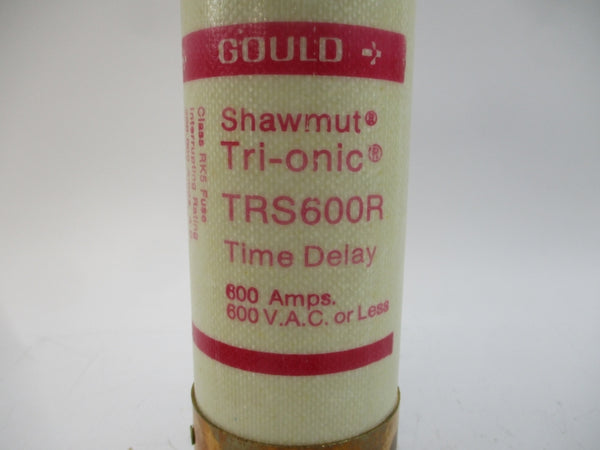 GOULD
Shawmut®
Tri-onic®
TRS600R
Time Delay
600 Amps.
600 V.A.C. or Less
Class RK5 Fuse
Interrupting Rating